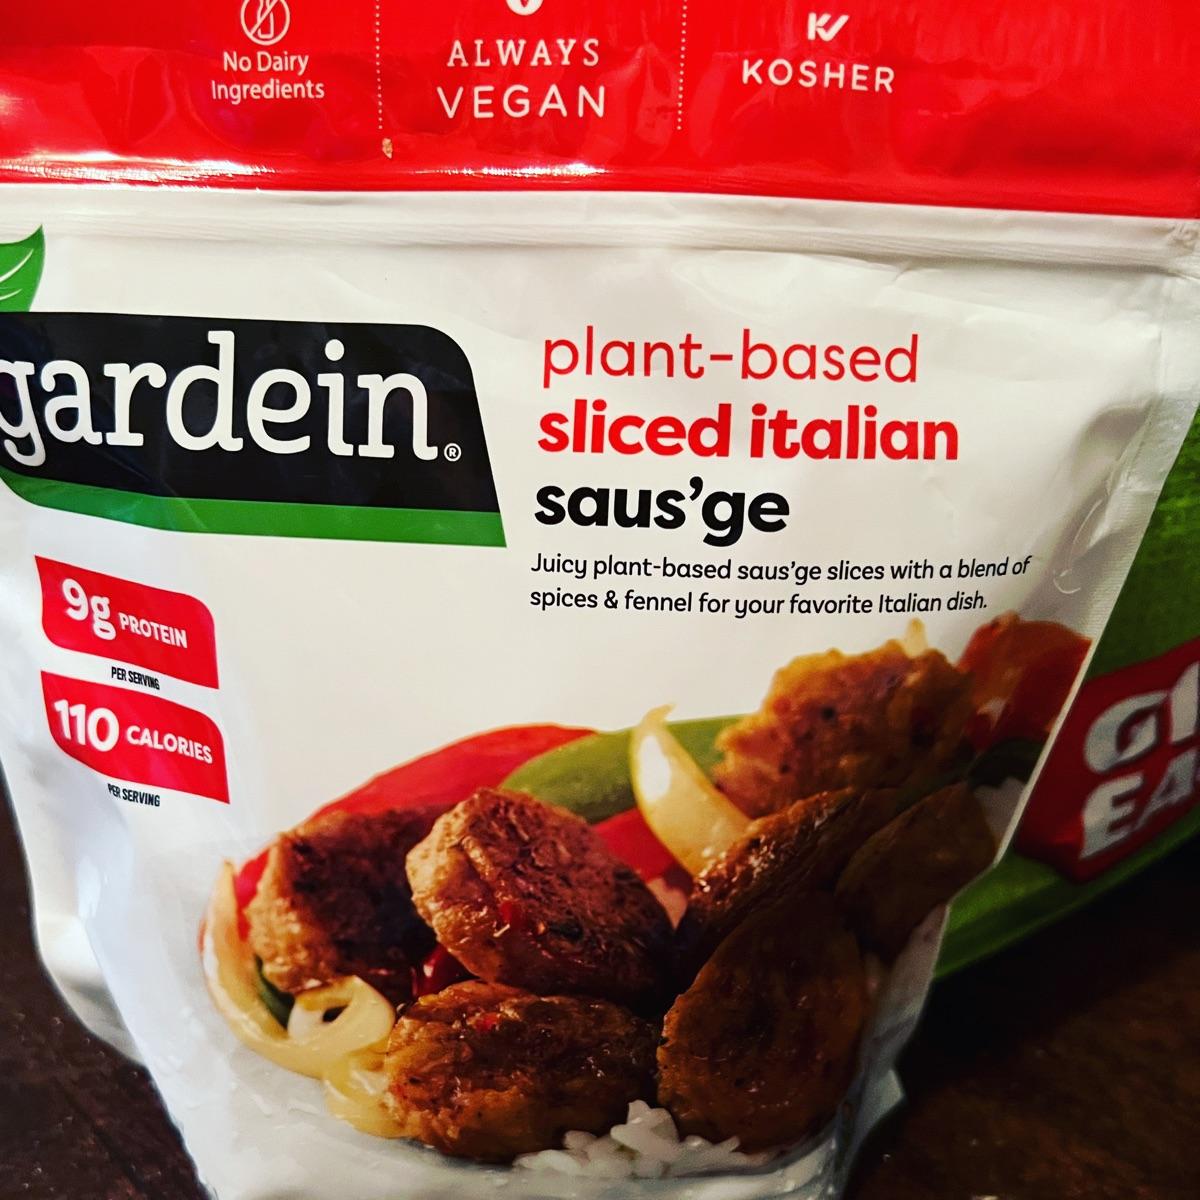 No Dairy
Ingredients
ALWAYS
VEGAN
KOSHER
gardein®
plant-based
sliced italian
saus'ge
Juicy plant-based saus'ge slices with a blend of
spices & fennel for your favorite Italian dish.
9g PROTEIN
PER SERVING
110 CALORIES
PER SERVING